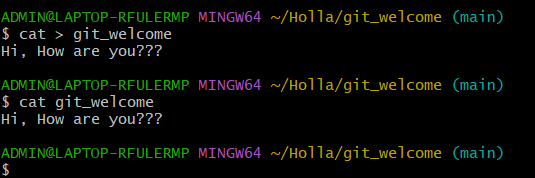 ADMIN@LAPTOP-RFULERMP MINGW64 ~/Holla/git_welcome (main)
$ cat > git_welcome
Hi, How are you???
ADMIN@LAPTOP-RFULERMP MINGW64 ~/Holla/git_welcome (main)
$ cat git_welcome
Hi, How are you???
ADMIN@LAPTOP-RFULERMP MINGW64 ~/Holla/git_welcome (main)
$